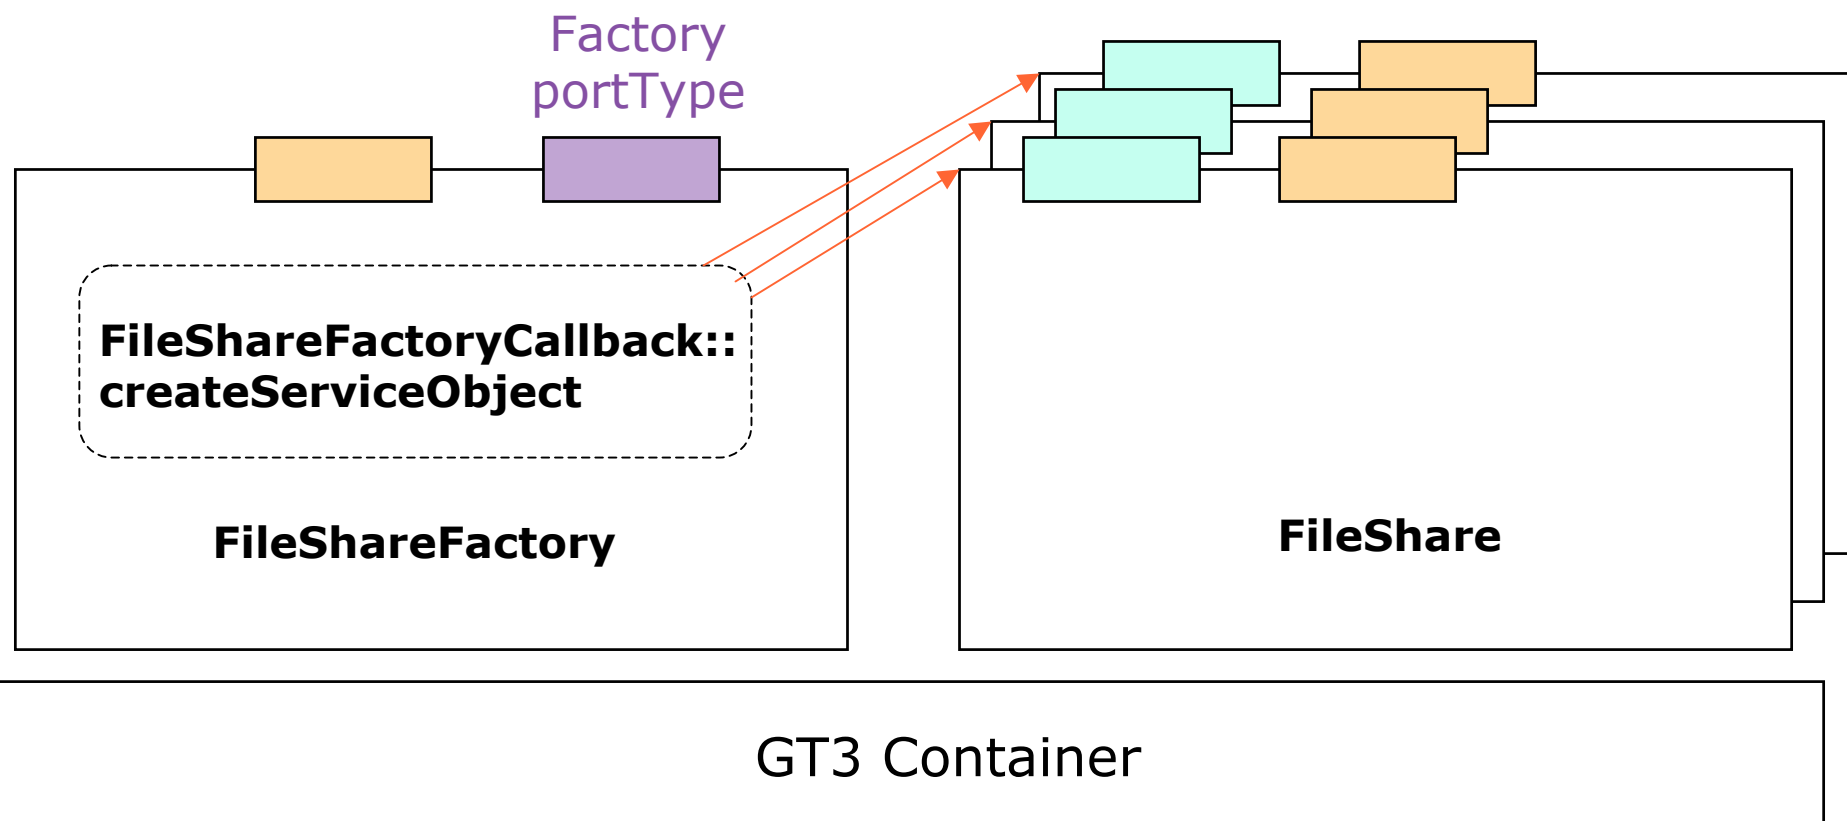 Factory
portType
FileShareFactoryCallback::
createServiceObject
FileShareFactory
FileShare
GT3 Container